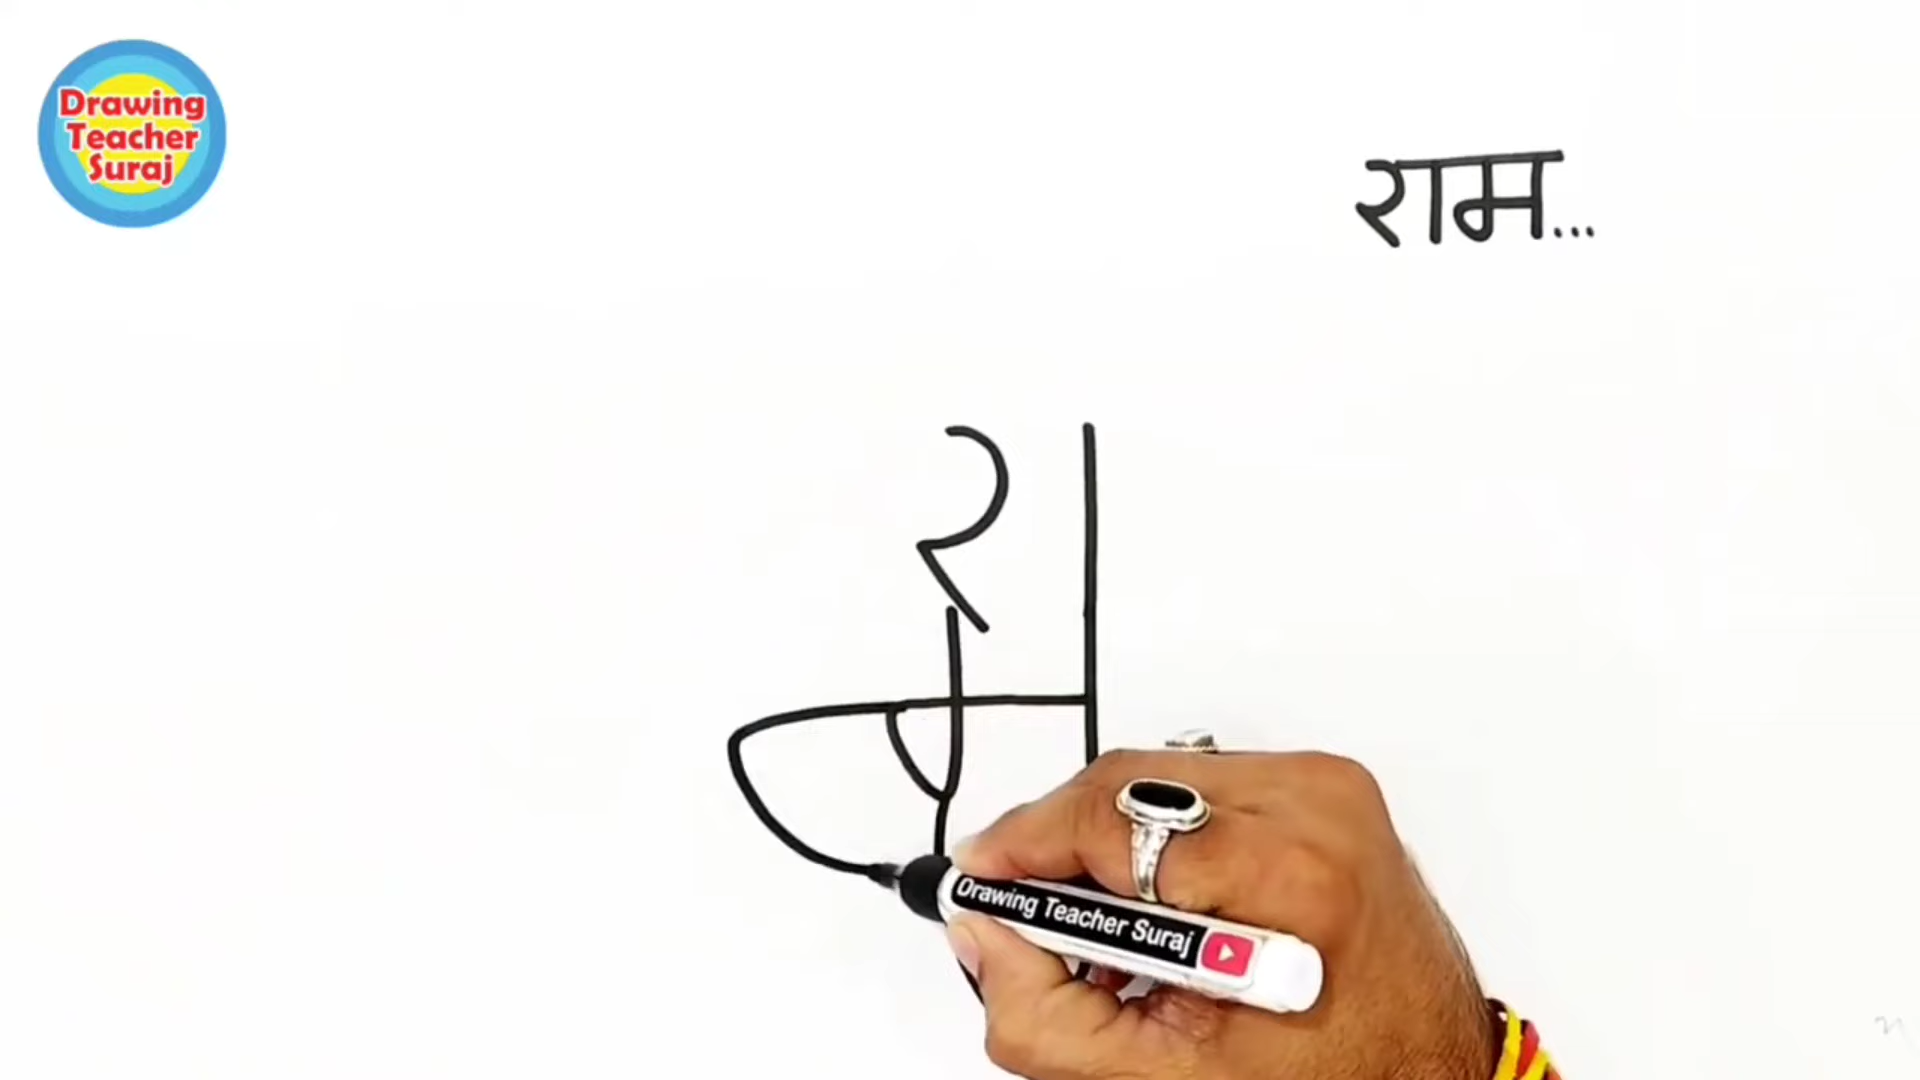 Drawing
Teacher
Suraj
राम...
Drawing Teacher Suraj